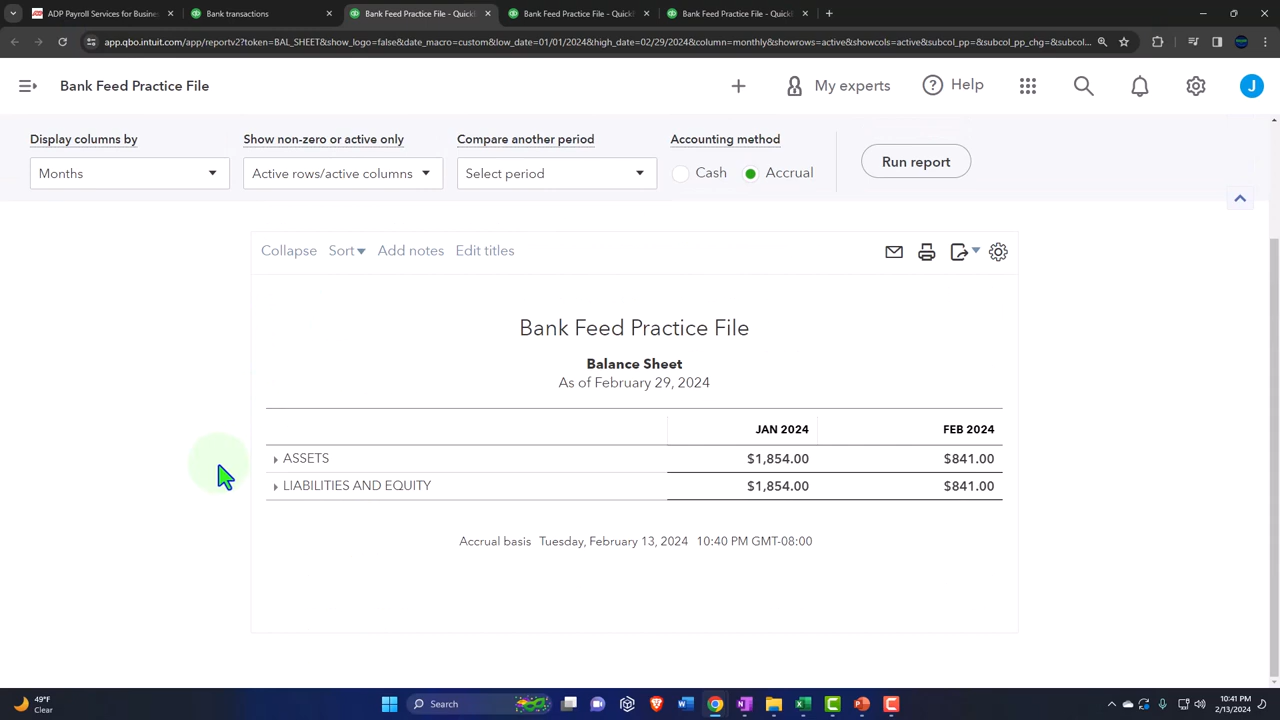 ADP Payroll Services for Busines
Bank transactions
Bank Feed Practice File - QuickB
Bank Feed Practice File - QuickB
Bank Feed Practice File - QuickB
app.qbo.intuit.com/app/reportv2?token=BAL_SHEET&show_logo=false&date_macro=custom&low_date=01/01/2024&high_date=02/29/2024&column=monthly&showrows=active&showcols=active&subcol_pp_chg=&subcol_pp=&subcol...
Bank Feed Practice File
My experts
Help
J
Display columns by
Show non-zero or active only
Compare another period
Accounting method
Months
Active rows/active columns
Select period
Cash
Accrual
Run report
Collapse
Sort
Add notes
Edit titles
Bank Feed Practice File
Balance Sheet
As of February 29, 2024
JAN 2024 FEB 2024
ASSETS $1,854.00 $841.00
LIABILITIES AND EQUITY $1,854.00 $841.00
Accrual basis Tuesday, February 13, 2024 10:40 PM GMT-08:00
49°F
Clear
Search
10:41 PM
2/13/2024